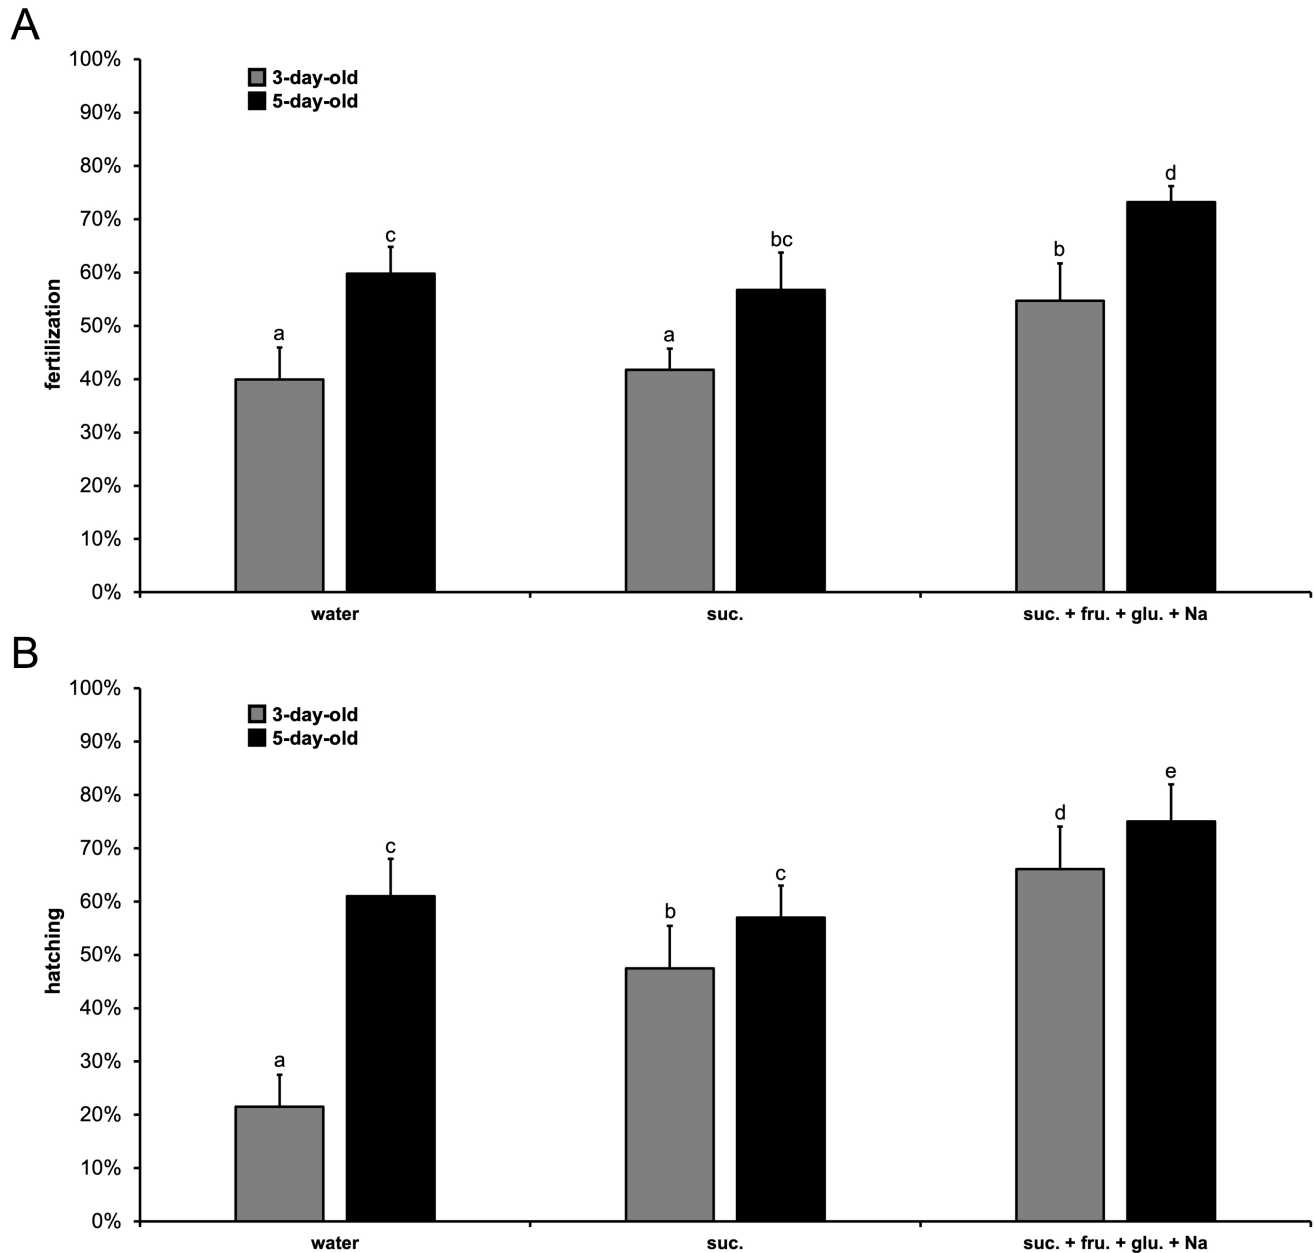 A
100%
90%
80%
70%
60%
50%
40%
30%
20%
10%
0%
fertilization
3-day-old
5-day-old
a
c
a
bc
b
d
water
suc.
suc. + fru. + glu. + Na
B
100%
90%
80%
70%
60%
50%
40%
30%
20%
10%
0%
hatching
3-day-old
5-day-old
a
c
b
c
d
e
water
suc.
suc. + fru. + glu. + Na